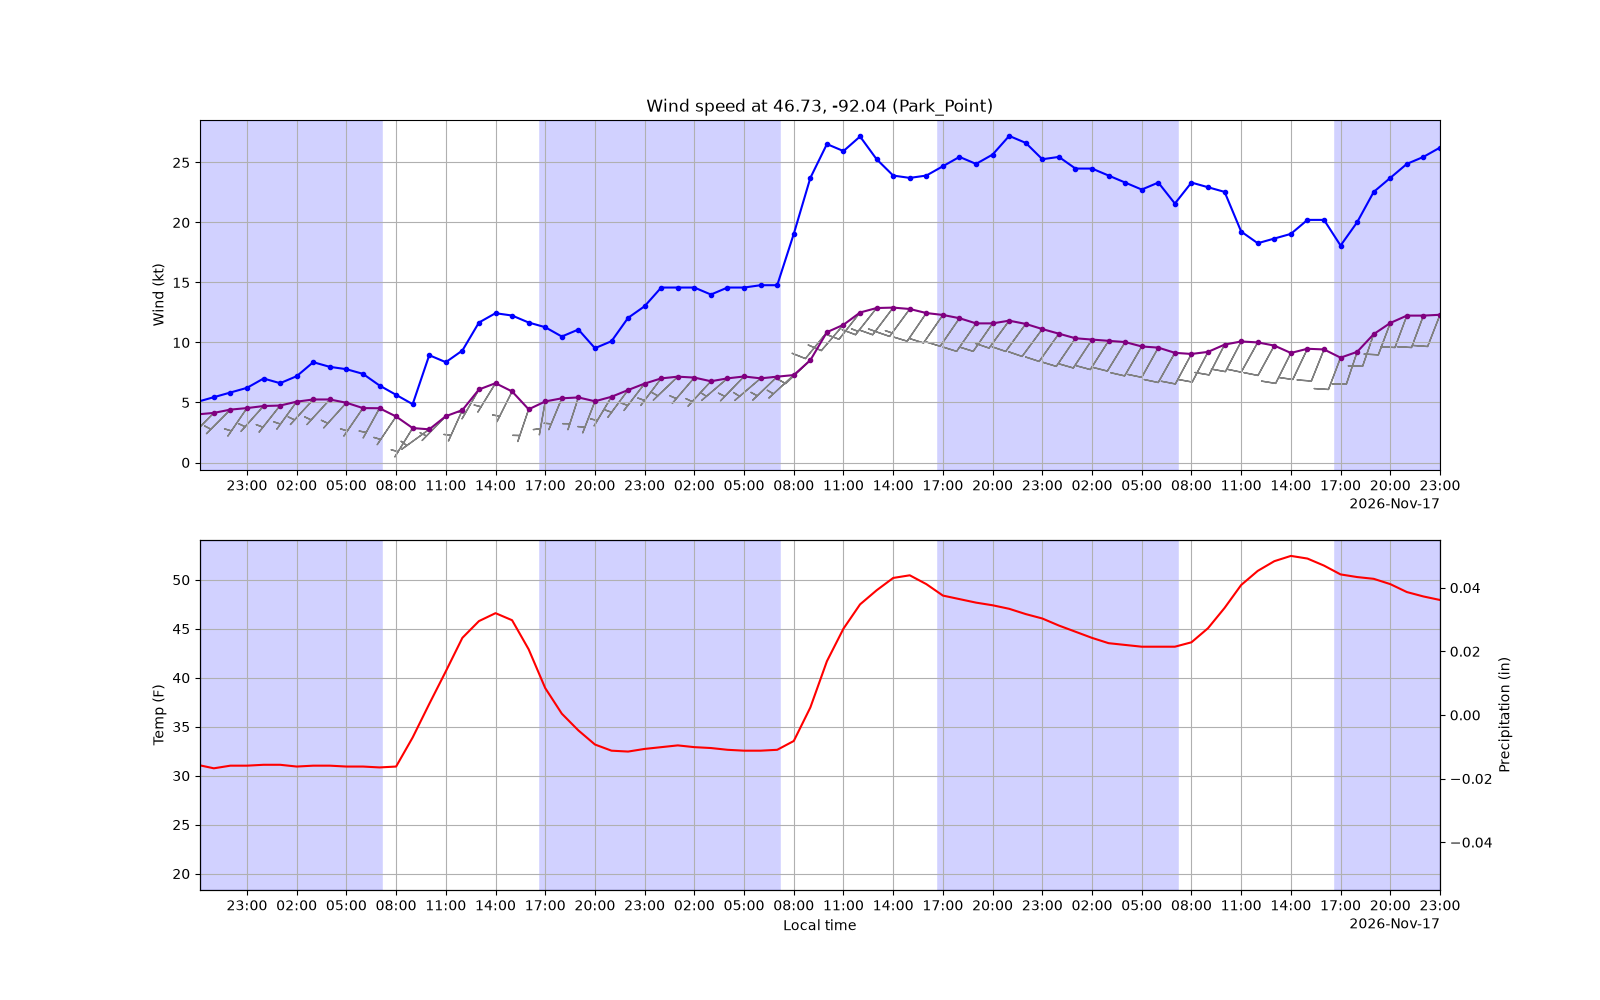 Wind speed at 46.73, -92.04 (Park_Point)
Wind (kt)
25
20
15
10
5
0
23:00 02:00 05:00 08:00 11:00 14:00 17:00 20:00 23:00 02:00 05:00 08:00 11:00 14:00 17:00 20:00 23:00 02:00 05:00 08:00 11:00 14:00 17:00 20:00 23:00
2026-Nov-17
Temp (F)
50
45
40
35
30
25
20
0.04
0.02
0.00
−0.02
−0.04
Precipitation (in)
23:00 02:00 05:00 08:00 11:00 14:00 17:00 20:00 23:00 02:00 05:00 08:00 11:00 14:00 17:00 20:00 23:00 02:00 05:00 08:00 11:00 14:00 17:00 20:00 23:00
Local time
2026-Nov-17